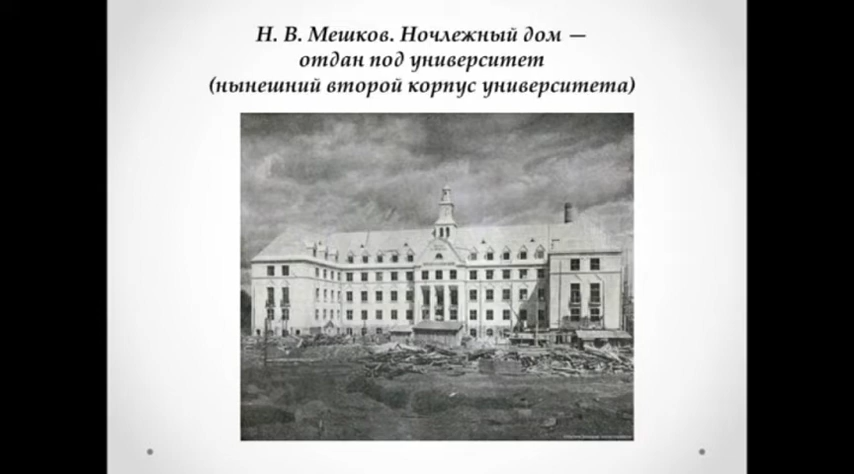 Н. В. Мешков. Ночлежный дом —
отдан под университет
(нынешний второй корпус университета)